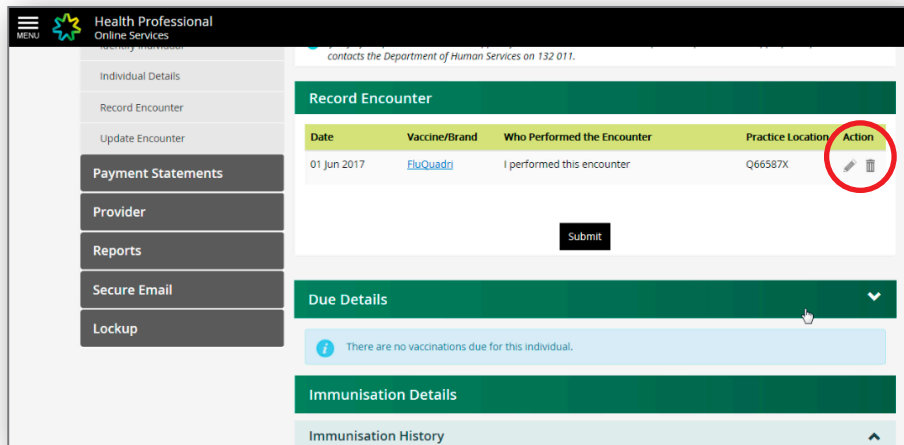 MENU
Health Professional
Online Services
Identify Individual
Individual Details
Record Encounter
Update Encounter
Payment Statements
Provider
Reports
Secure Email
Lockup
contacts the Department of Human Services on 132 011.
Record Encounter
Date Vaccine/Brand Who Performed the Encounter Practice Location Action
01 Jun 2017 FluQuadri I performed this encounter Q66587X
Submit
Due Details
There are no vaccinations due for this individual.
Immunisation Details
Immunisation History